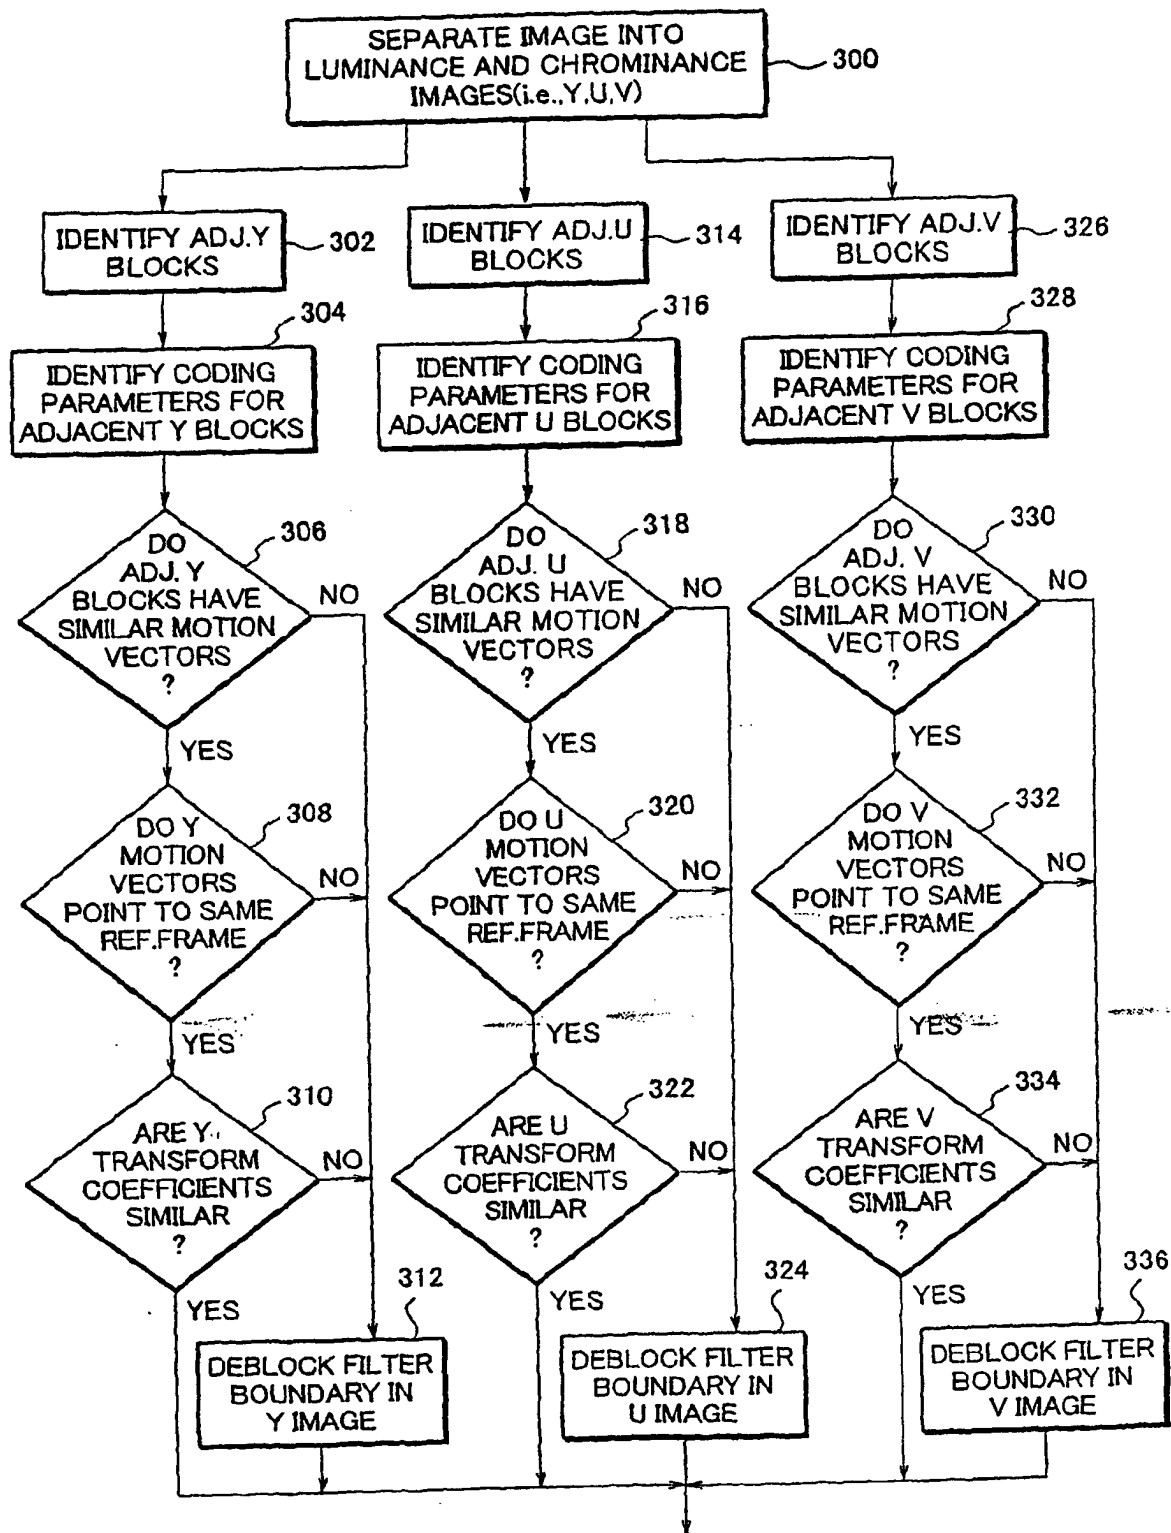 SEPARATE IMAGE INTO
LUMINANCE AND CHROMINANCE
IMAGES(i.e.,Y,U,V)
300
IDENTIFY ADJ.Y
BLOCKS
302
IDENTIFY ADJ.U
BLOCKS
314
IDENTIFY ADJ.V
BLOCKS
326
304
IDENTIFY CODING
PARAMETERS FOR
ADJACENT Y BLOCKS
316
IDENTIFY CODING
PARAMETERS FOR
ADJACENT U BLOCKS
328
IDENTIFY CODING
PARAMETERS FOR
ADJACENT V BLOCKS
306
DO
ADJ. Y
BLOCKS HAVE
SIMILAR MOTION
VECTORS
?
NO
YES
318
DO
ADJ. U
BLOCKS HAVE
SIMILAR MOTION
VECTORS
?
NO
YES
330
DO
ADJ. V
BLOCKS HAVE
SIMILAR MOTION
VECTORS
?
NO
YES
308
DO Y
MOTION
VECTORS
POINT TO SAME
REF.FRAME
?
NO
YES
320
DO U
MOTION
VECTORS
POINT TO SAME
REF.FRAME
?
NO
YES
332
DO V
MOTION
VECTORS
POINT TO SAME
REF.FRAME
?
NO
YES
310
ARE Y
TRANSFORM
COEFFICIENTS
SIMILAR
?
NO
YES
322
ARE U
TRANSFORM
COEFFICIENTS
SIMILAR
?
NO
YES
334
ARE V
TRANSFORM
COEFFICIENTS
SIMILAR
?
NO
YES
312
DEBLOCK FILTER
BOUNDARY IN
Y IMAGE
324
DEBLOCK FILTER
BOUNDARY IN
U IMAGE
336
DEBLOCK FILTER
BOUNDARY IN
V IMAGE